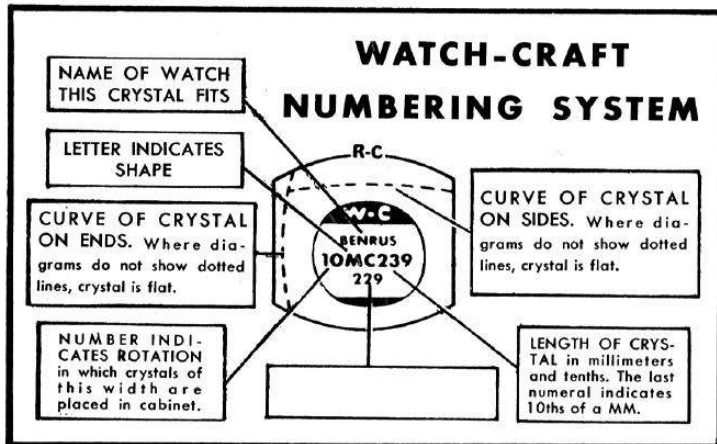 WATCH-CRAFT
NUMBERING SYSTEM
NAME OF WATCH
THIS CRYSTAL FITS
LETTER INDICATES
SHAPE
R-C
CURVE OF CRYSTAL
ON ENDS. Where dia-
grams do not show dotted
lines, crystal is flat.
W-C
BENRUS
10MC239
229
CURVE OF CRYSTAL
ON SIDES. Where dia-
grams do not show dotted
lines, crystal is flat.
NUMBER INDI-
CATES ROTATION
in which crystals of
this width are
placed in cabinet.
LENGTH OF CRYS-
TAL in millimeters
and tenths. The last
numeral indicates
10ths of a MM.